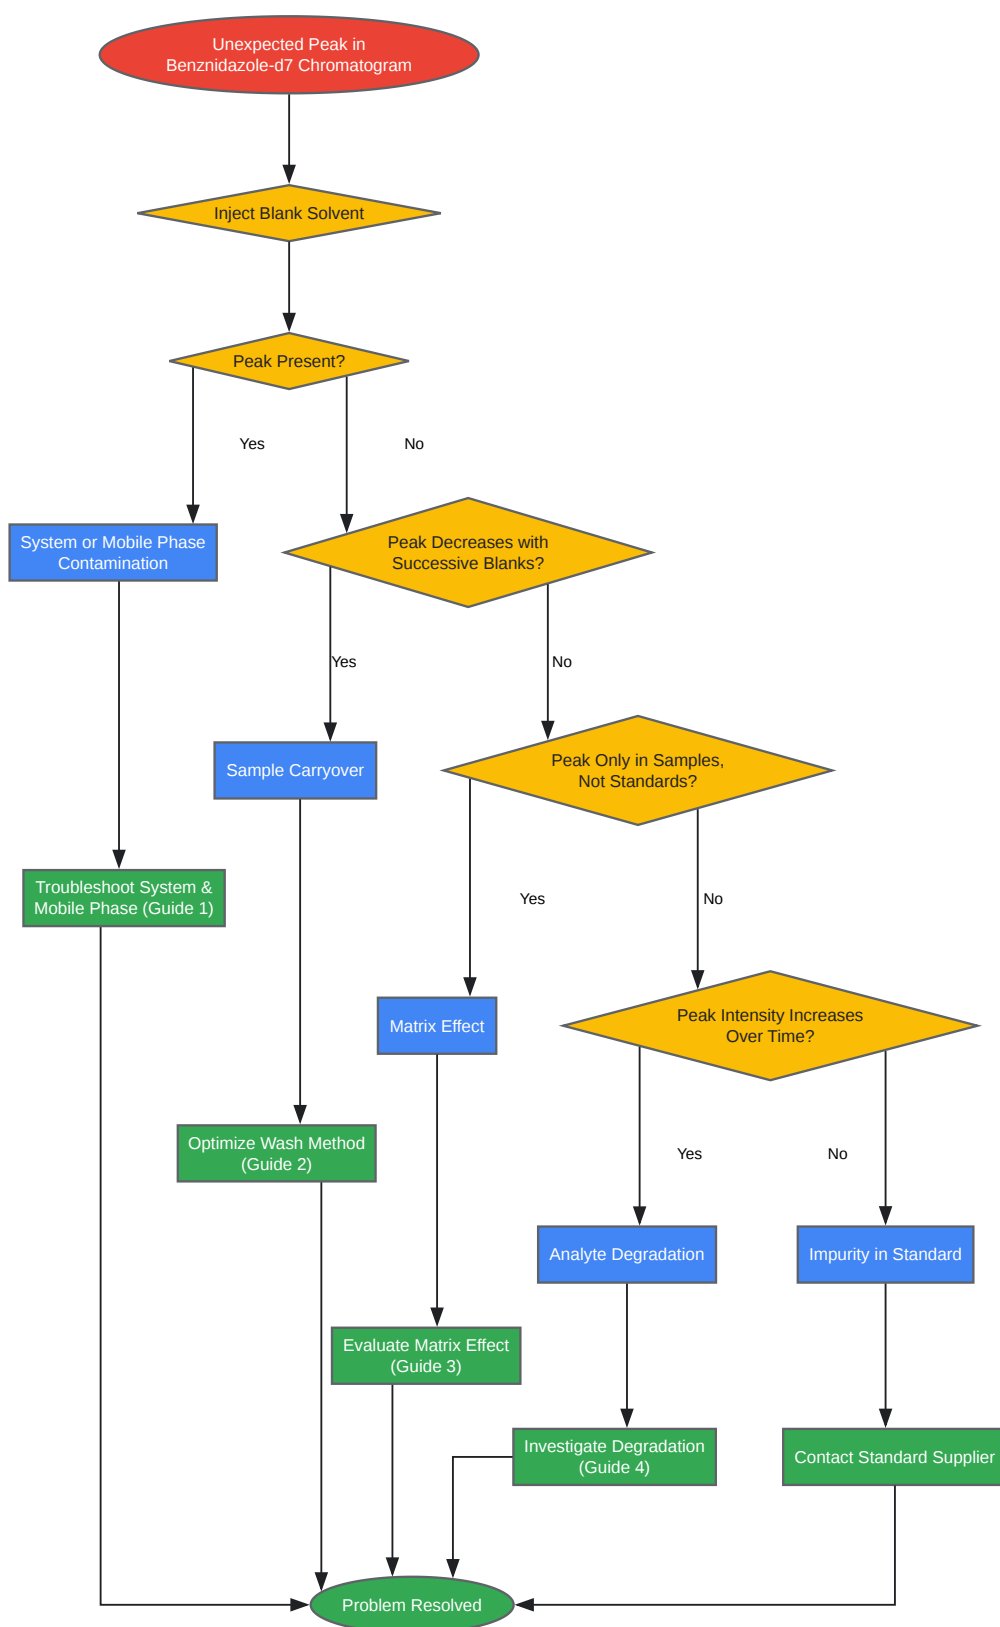 Unexpected Peak in
Benznidazole-d7 Chromatogram
Inject Blank Solvent
Peak Present?
Yes
No
System or Mobile Phase
Contamination
Peak Decreases with
Successive Blanks?
Yes
No
Sample Carryover
Peak Only in Samples,
Not Standards?
Troubleshoot System &
Mobile Phase (Guide 1)
Yes
No
Matrix Effect
Peak Intensity Increases
Over Time?
Optimize Wash Method
(Guide 2)
Yes
No
Analyte Degradation
Impurity in Standard
Evaluate Matrix Effect
(Guide 3)
Investigate Degradation
(Guide 4)
Contact Standard Supplier
Problem Resolved